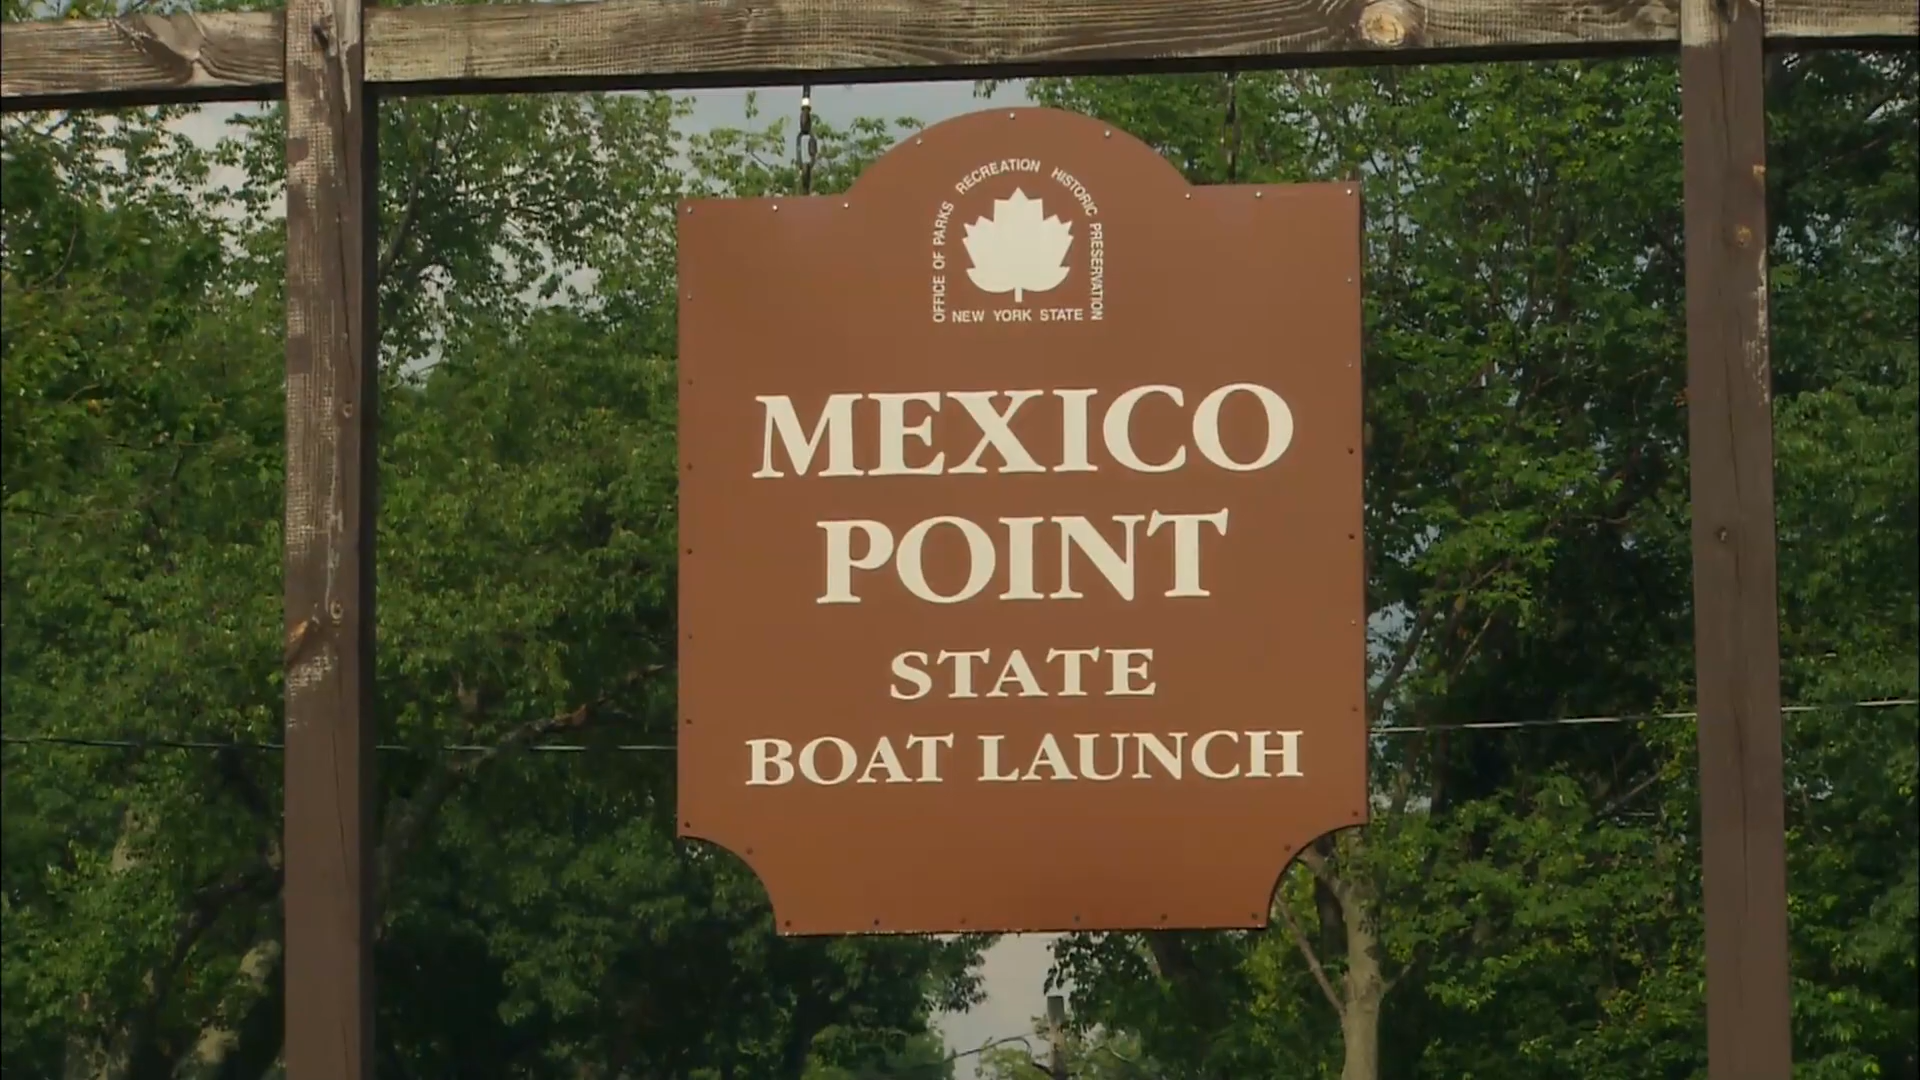 OFFICE OF PARKS RECREATION HISTORIC PRESERVATION
NEW YORK STATE
MEXICO
POINT
STATE
BOAT LAUNCH